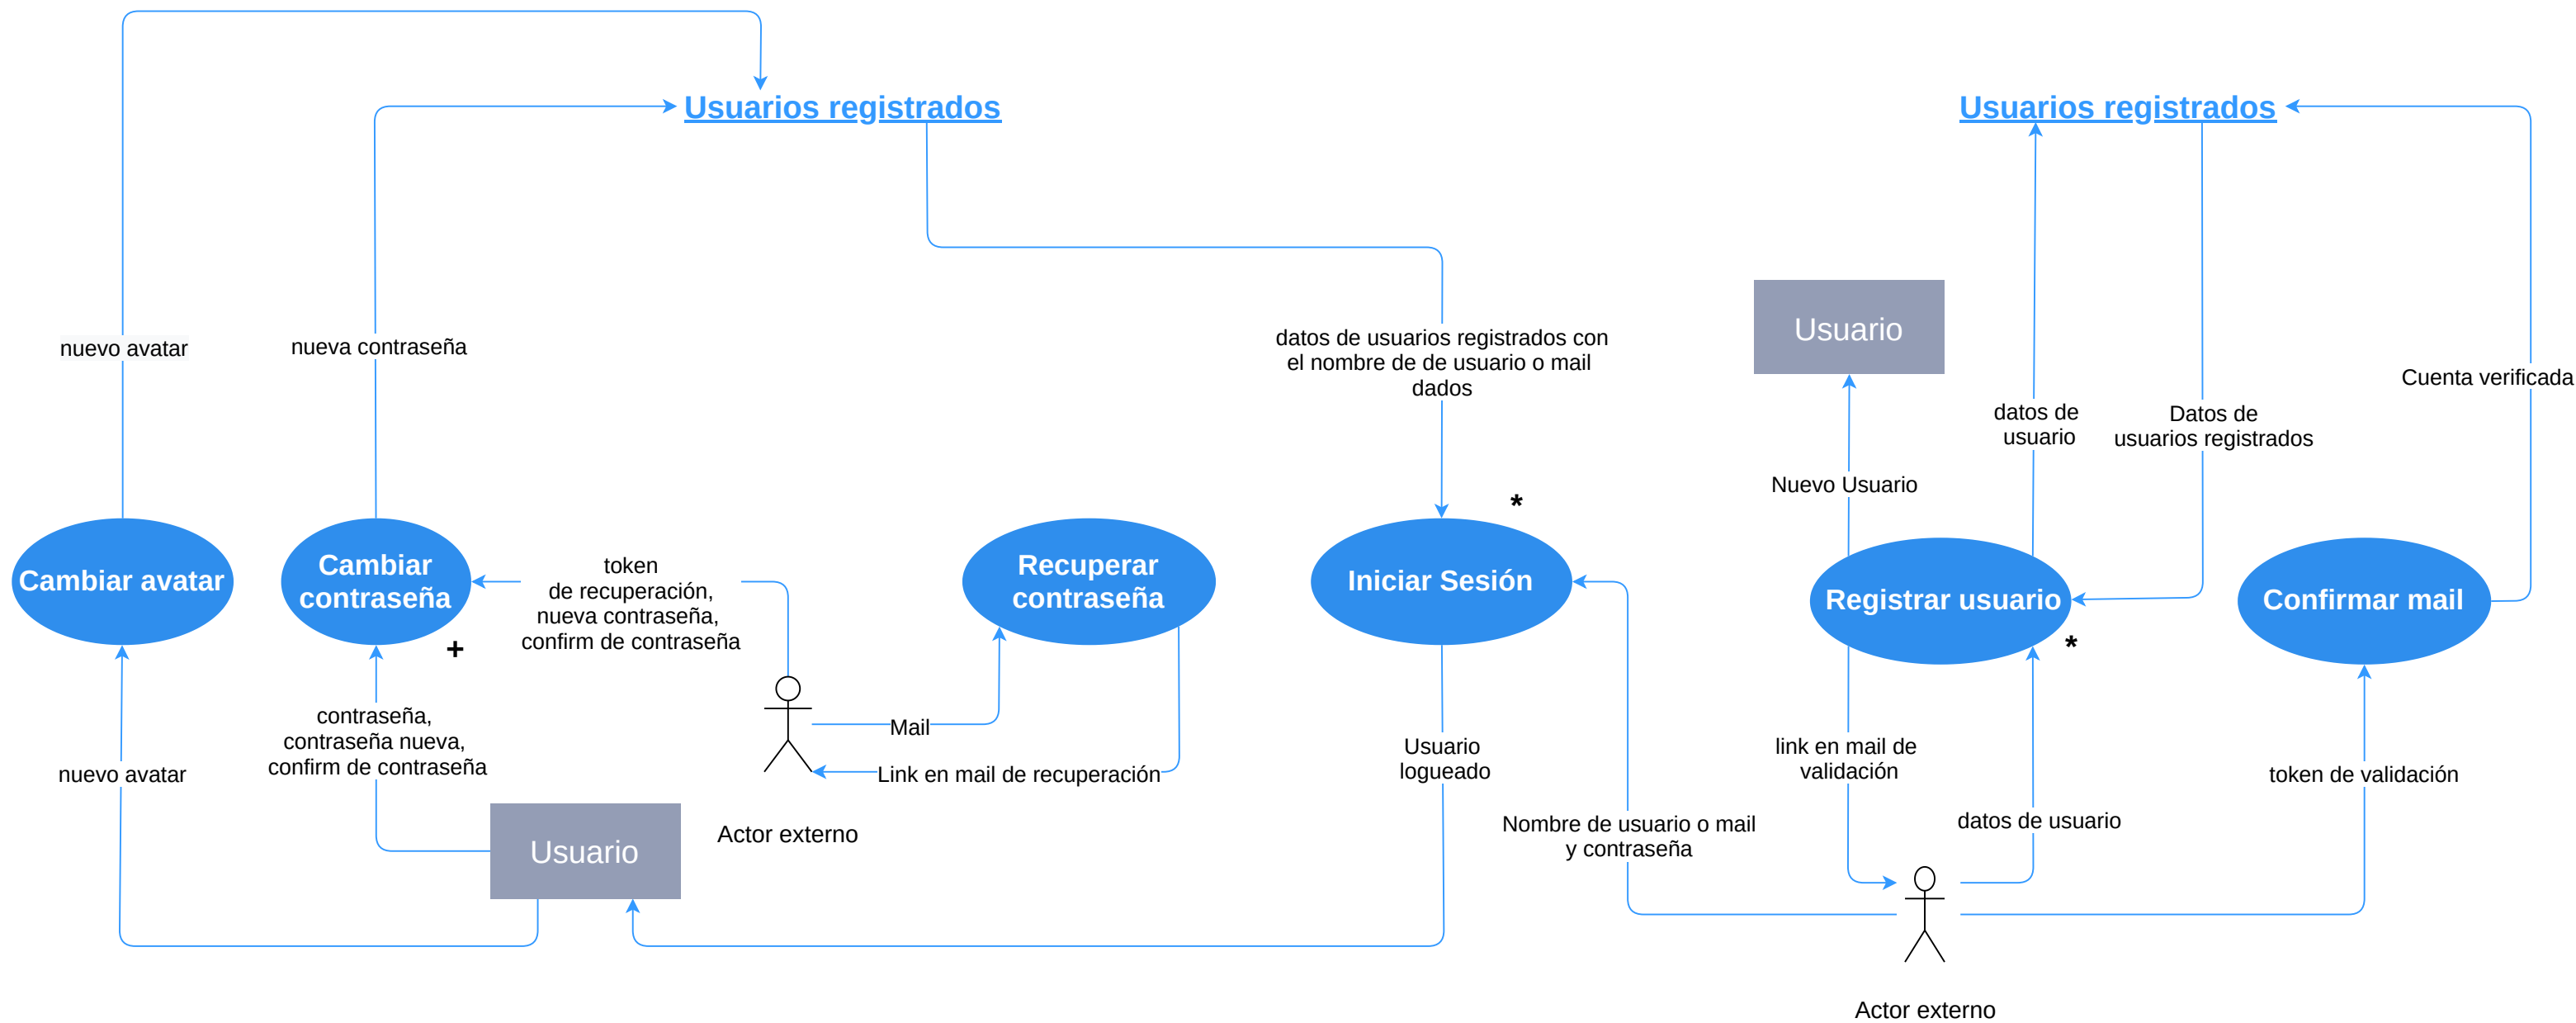 Usuarios registrados
Usuarios registrados
nuevo avatar
nueva contraseña
datos de usuarios registrados con
el nombre de de usuario o mail
dados
Usuario
Cuenta verificada
datos de
usuario
Datos de
usuarios registrados
Nuevo Usuario
*
Cambiar avatar
Cambiar
contraseña
+
token
de recuperación,
nueva contraseña,
confirm de contraseña
Recuperar
contraseña
Iniciar Sesión
Registrar usuario
*
Confirmar mail
contraseña,
contraseña nueva,
confirm de contraseña
nuevo avatar
Mail
Link en mail de recuperación
Usuario
logueado
link en mail de
validación
token de validación
Nombre de usuario o mail
y contraseña
datos de usuario
Usuario
Actor externo
Actor externo